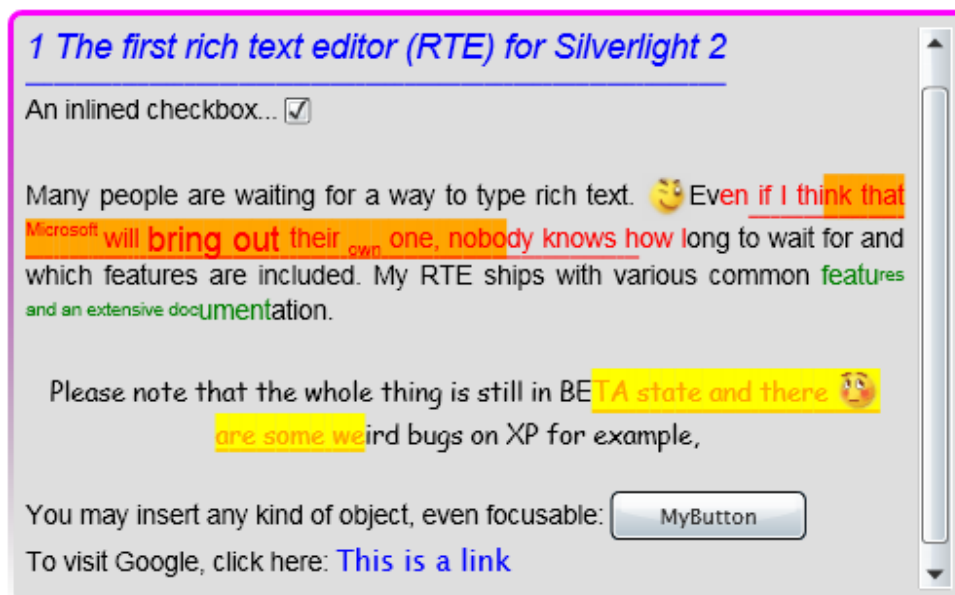 1 The first rich text editor (RTE) for Silverlight 2
An inlined checkbox...
Many people are waiting for a way to type rich text. Even if I think that
Microsoft will bring out their own one, nobody knows how long to wait for and
which features are included. My RTE ships with various common features
and an extensive documentation.
Please note that the whole thing is still in BETA state and there
are some weird bugs on XP for example,
You may insert any kind of object, even focusable: MyButton
To visit Google, click here: This is a link